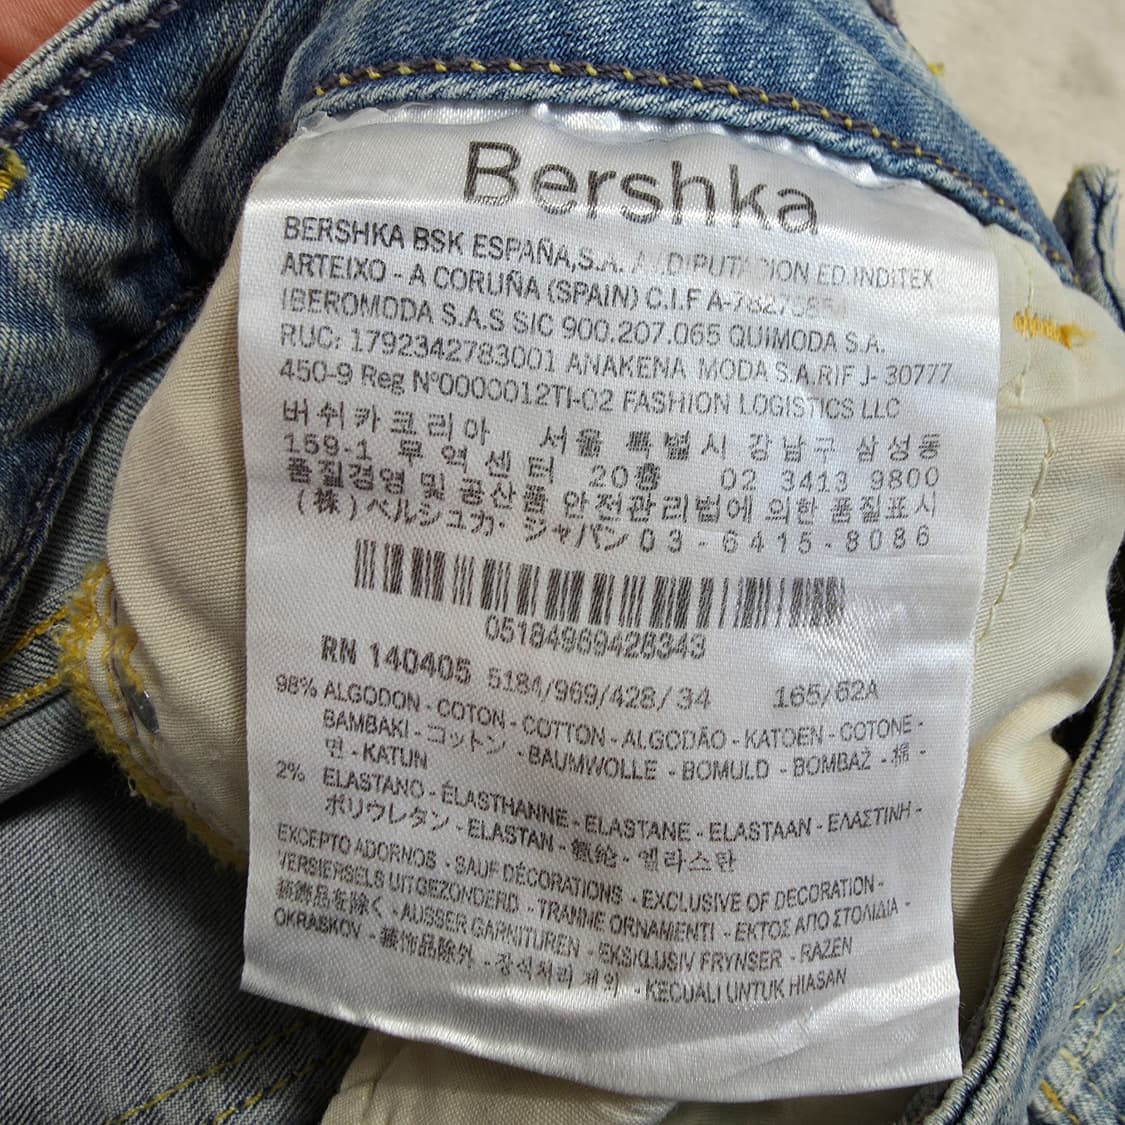 Bershka
BERSHKA BSK ESPAÑA,S.A. ION ED.INDITEX
ARTEIXO - A CORUÑA (SPAIN) C.I.F
IBEROMODA S.A.S SIC 900.207.065 QUIMODA S.A.
RUC: 1792342783001 ANAKENA MODA S.A.RIF J- 30777
450-9 Reg Nº0000012TI-02 FASHION LOGISTICS LLC
버쉬카코리아 서울 특별시 강남구 삼성동
159-1 무역센터 20층 02 3413 9800
품질경영 및 공산품 안전관리법에 의한 품질표시
(株)ベルシュカ・ジャパン03-6415-8086
05184969428343
RN 140405 5184/969/428/34 165/62A
98% ALGODON - COTON - COTTON - ALGODÃO - KATOEN - COTONE -
BAMBAKI - コットン - BAUMWOLLE - BOMULD - BOMBAŽ - 棉 -
면 - KATUN
2% ELASTANO - ÉLASTHANNE - ELASTANE - ELASTAAN - ΕΛΑΣΤΙΝΗ -
ポリウレタン - ELASTAN - 氨纶 - 엘라스탄
EXCEPTO ADORNOS - SAUF DÉCORATIONS - EXCLUSIVE OF DECORATION -
VERSIERSELS UITGEZONDERD - TRANNE ORNAMENTI - ΕΚΤΟΣ ΑΠΟ ΣΤΟΛΙΔΙΑ -
装飾品を除く - AUSSER GARNITUREN - EKSKLUSIV FRYNSER - RAZEN
OKRASKOV - 装饰品除外 - 장식처리 제외 - KECUALI UNTUK HIASAN